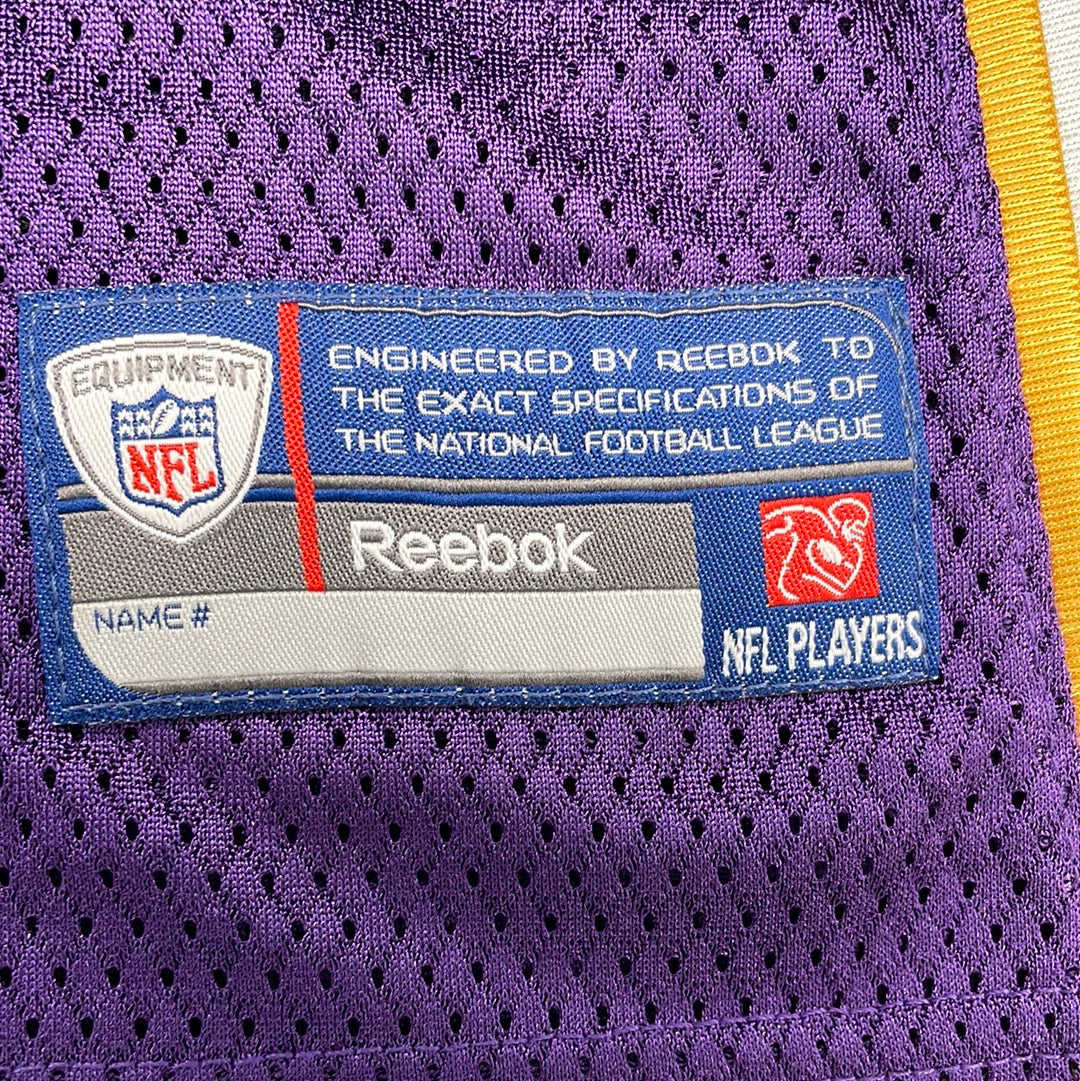 EQUIPMENT
NFL
ENGINEERED BY REEBOK TO
THE EXACT SPECIFICATIONS OF
THE NATIONAL FOOTBALL LEAGUE
Reebok
NAME #
NFL PLAYERS